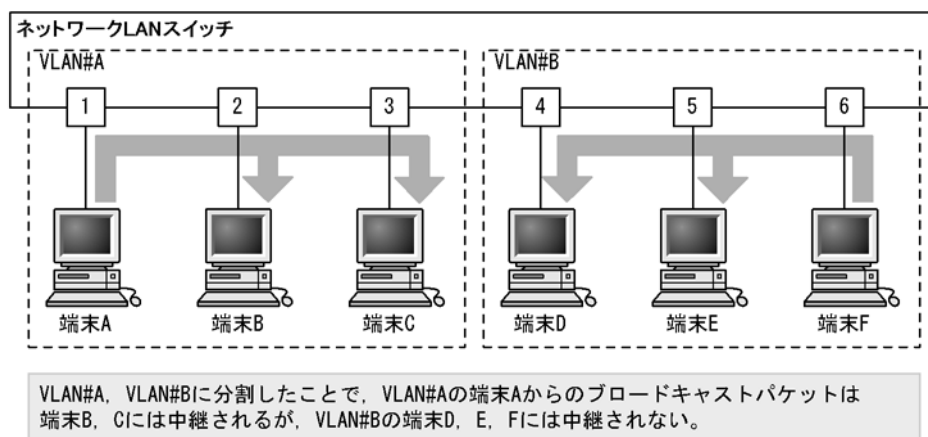 ネットワークLANスイッチ
VLAN#A
VLAN#B
1
2
3
4
5
6
端末A
端末B
端末C
端末D
端末E
端末F
VLAN#A, VLAN#Bに分割したことで, VLAN#Aの端末Aからのブロードキャストパケットは
端末B, Cには中継されるが, VLAN#Bの端末D, E, Fには中継されない。